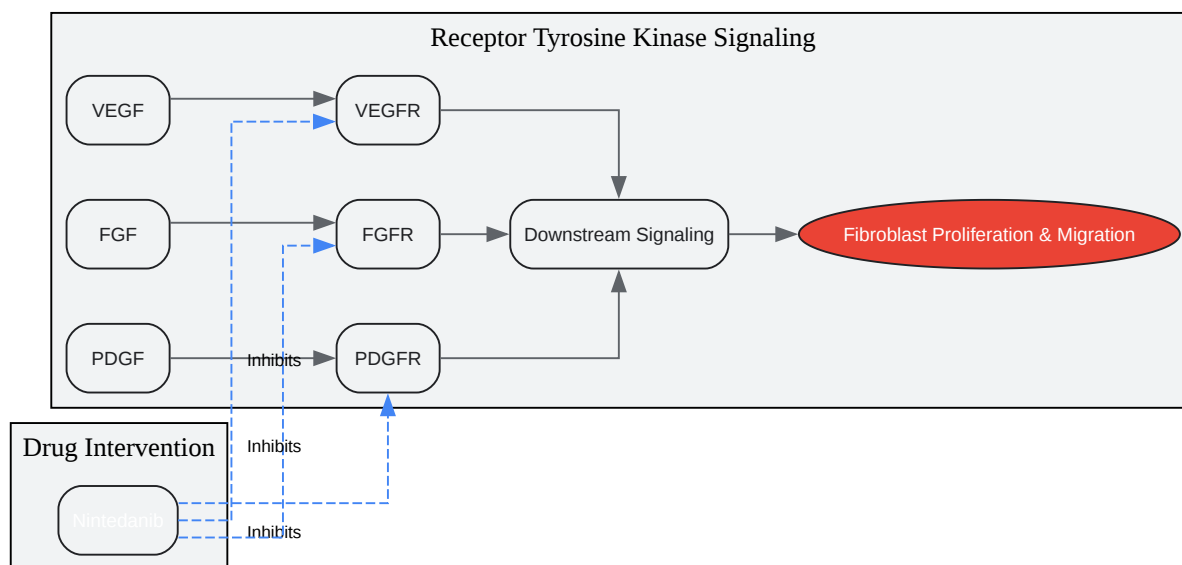 Receptor Tyrosine Kinase Signaling
VEGF
VEGFR
FGF
FGFR
Downstream Signaling
Fibroblast Proliferation & Migration
PDGF
Inhibits
PDGFR
Drug Intervention
Inhibits
Nintedanib
Inhibits